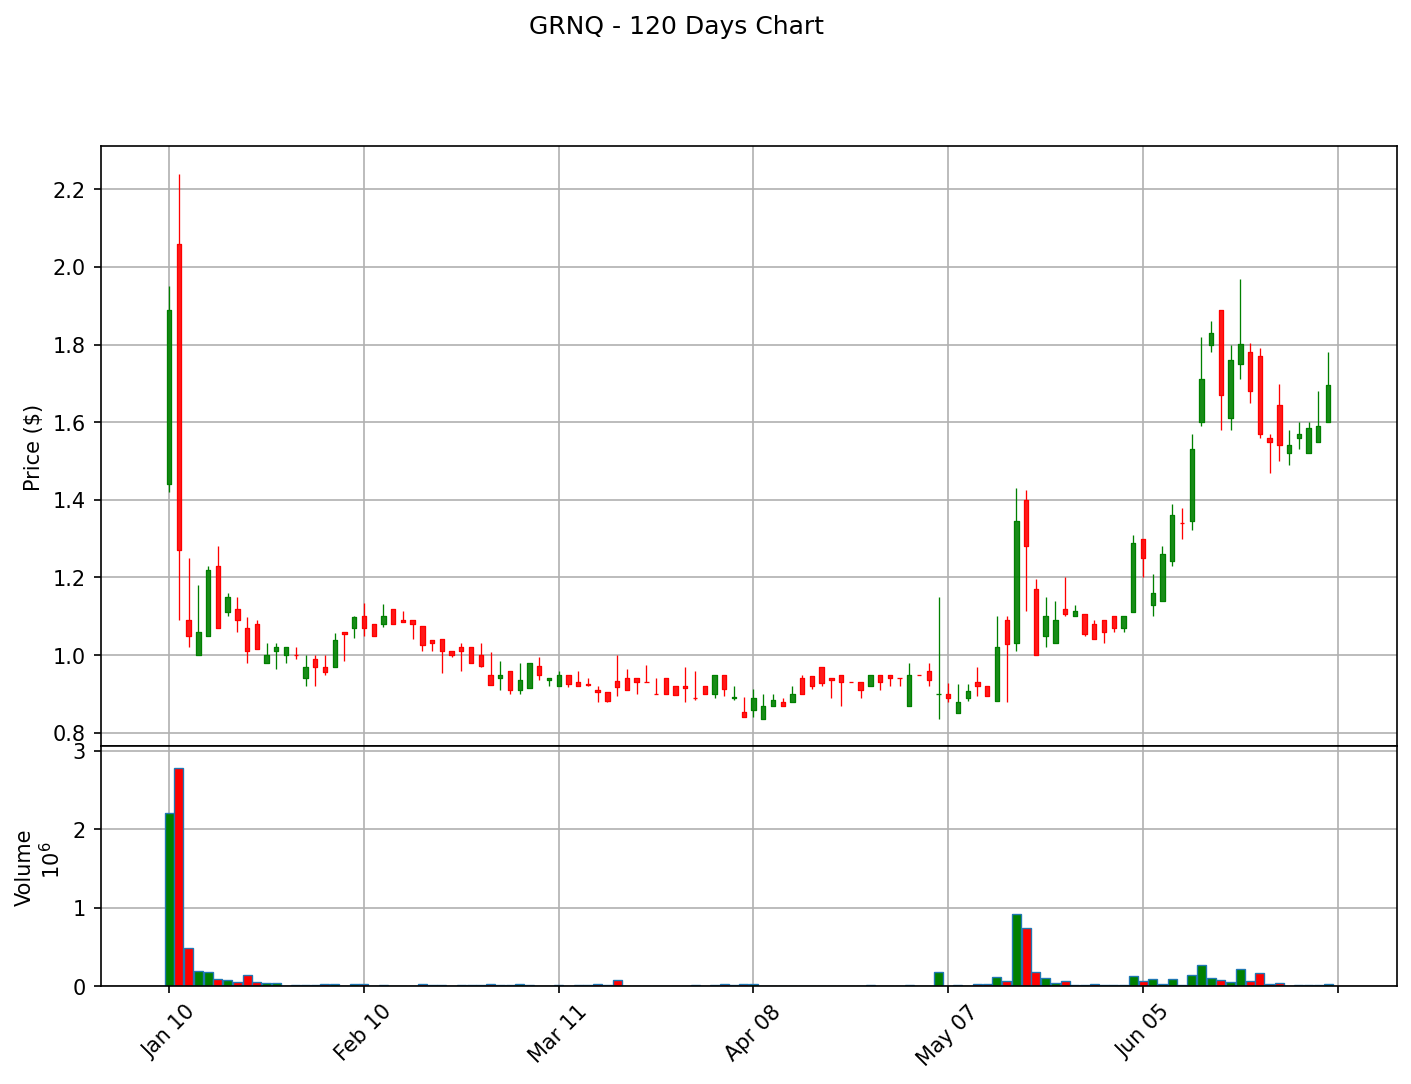 GRNQ - 120 Days Chart
2.2
2.0
1.8
1.6
1.4
1.2
1.0
0.8
Price ($)
3
2
1
0
Volume
10⁶
Jan 10
Feb 10
Mar 11
Apr 08
May 07
Jun 05